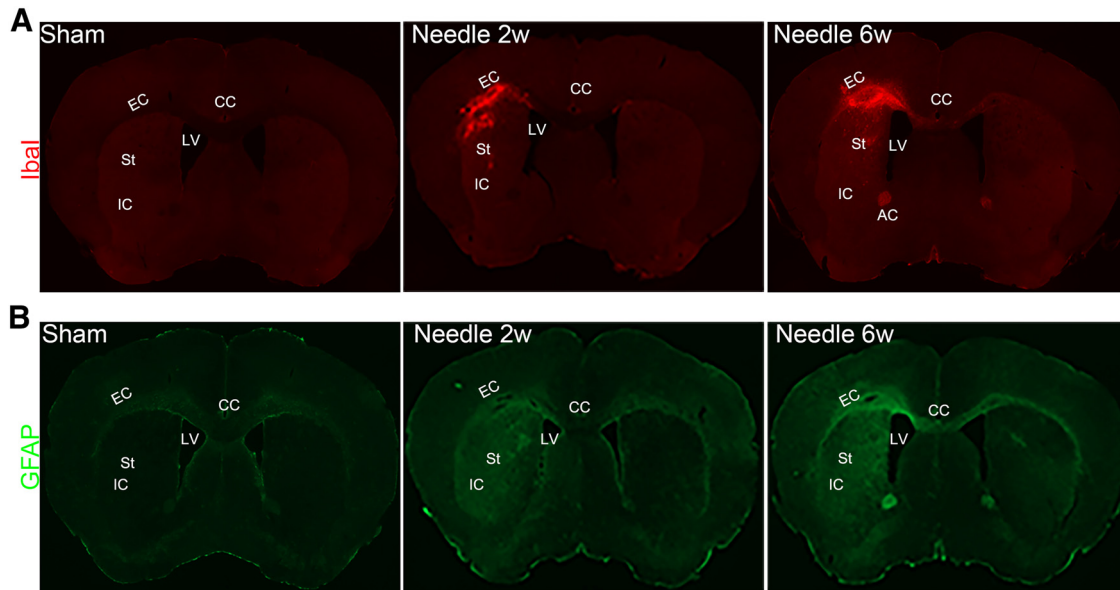 A
Sham
Needle 2w
Needle 6w
IbaI
EC
CC
LV
St
IC
EC
CC
LV
St
IC
EC
CC
St
LV
IC
AC
B
Sham
Needle 2w
Needle 6w
GFAP
EC
CC
LV
St
IC
EC
CC
LV
St
IC
EC
CC
LV
St
IC